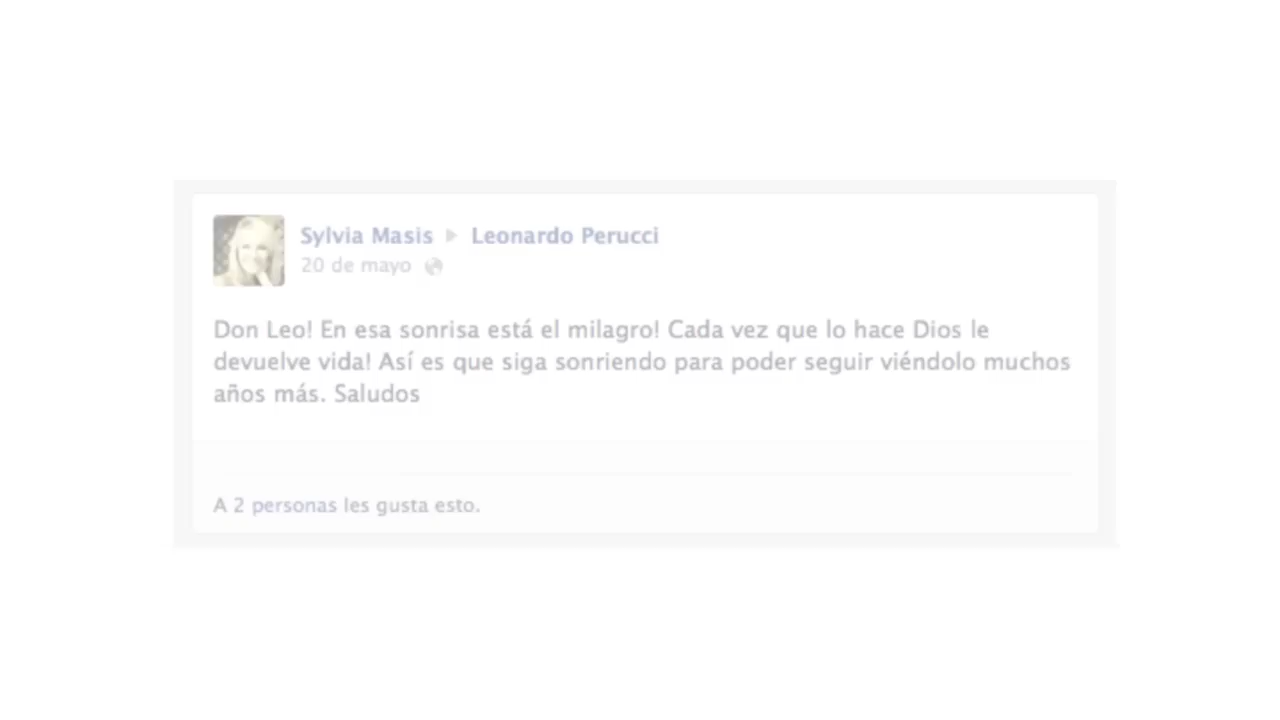 Sylvia Masis ▶ Leonardo Perucci
20 de mayo
Don Leo! En esa sonrisa está el milagro! Cada vez que lo hace Dios le
devuelve vida! Así es que siga sonriendo para poder seguir viéndolo muchos
años más. Saludos
A 2 personas les gusta esto.